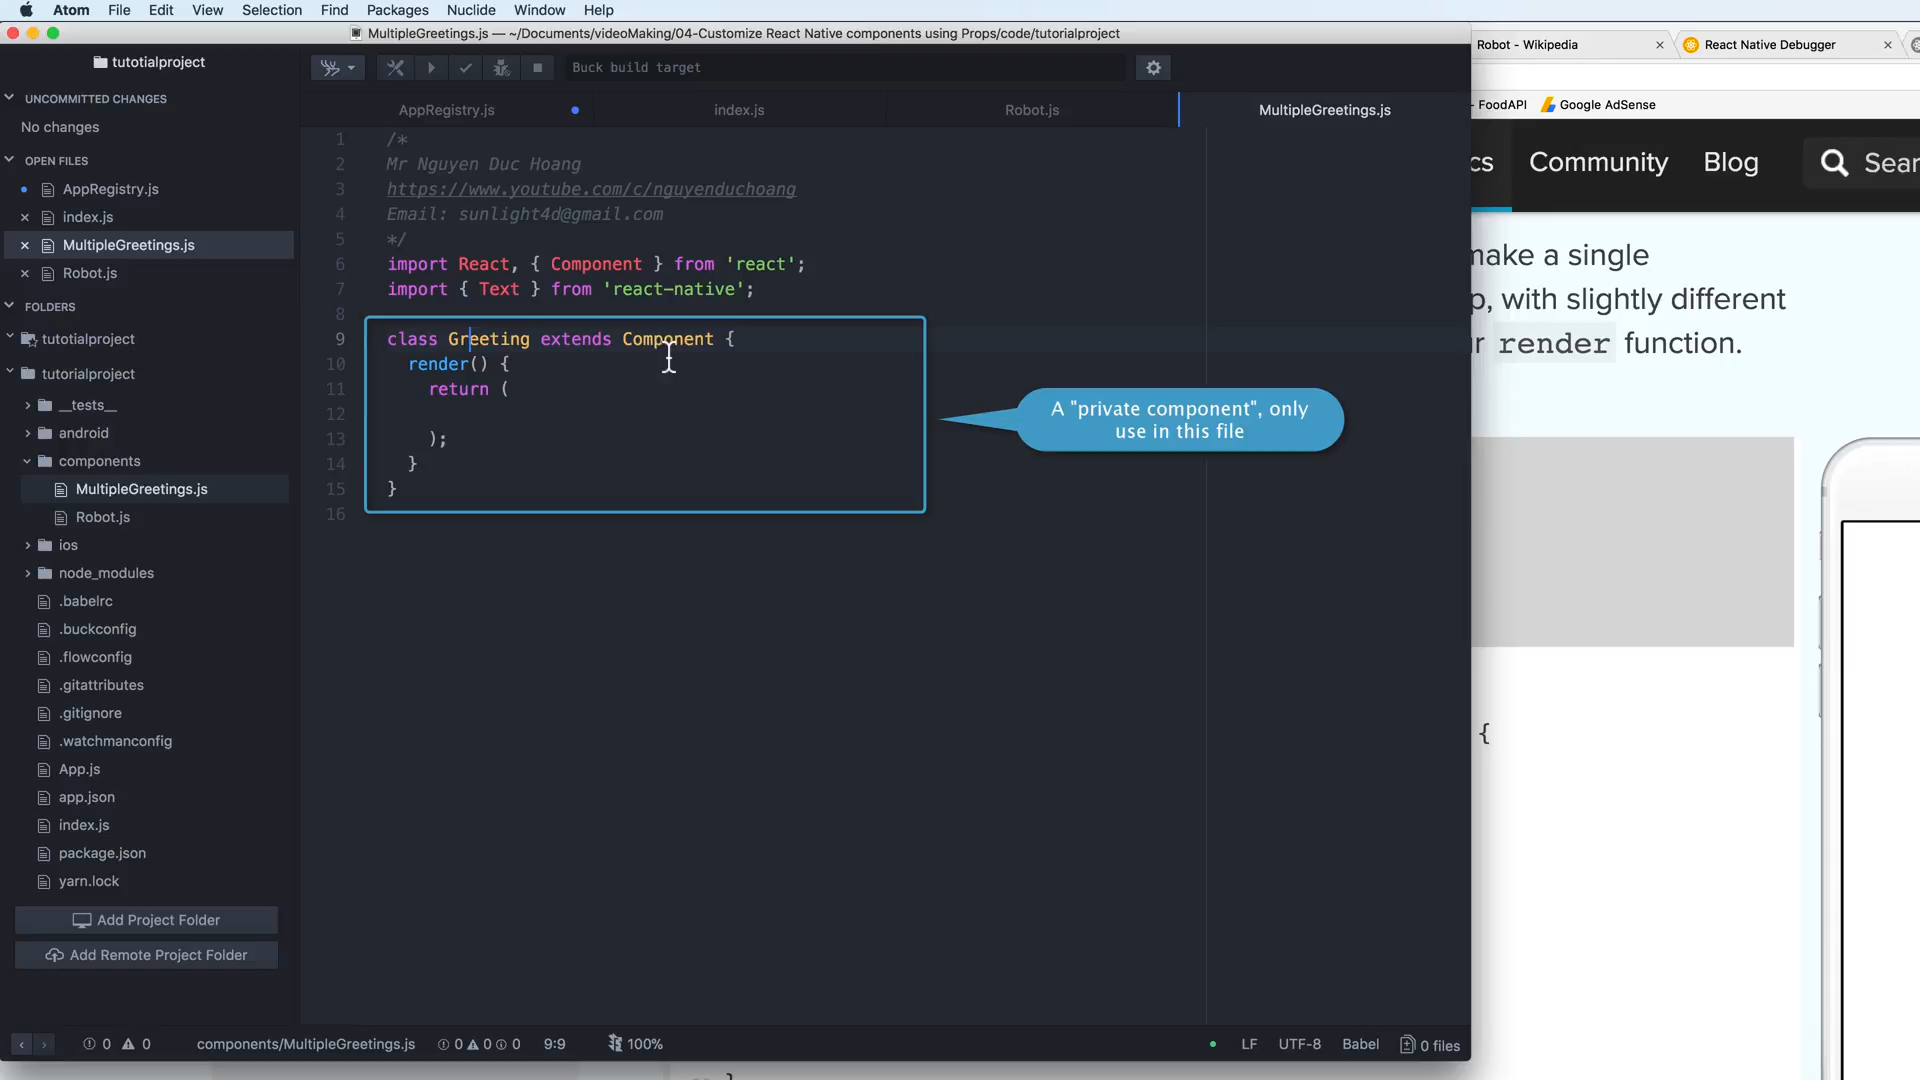 Atom File Edit View Selection Find Packages Nuclide Window Help
MultipleGreetings.js — ~/Documents/videoMaking/04-Customize React Native components using Props/code/tutorialproject
Robot - Wikipedia
React Native Debugger
tutotialproject
Buck build target
FoodAPI
Google AdSense
UNCOMMITTED CHANGES
No changes
OPEN FILES
AppRegistry.js
index.js
MultipleGreetings.js
Robot.js
FOLDERS
tutotialproject
tutorialproject
__tests__
android
components
MultipleGreetings.js
Robot.js
ios
node_modules
.babelrc
.buckconfig
.flowconfig
.gitattributes
.gitignore
.watchmanconfig
App.js
app.json
index.js
package.json
yarn.lock
Add Project Folder
Add Remote Project Folder
AppRegistry.js
index.js
Robot.js
MultipleGreetings.js
1 /*
2 Mr Nguyen Duc Hoang
3 https://www.youtube.com/c/nguyenduchoang
4 Email: sunlight4d@gmail.com
5 */
6 import React, { Component } from 'react';
7 import { Text } from 'react-native';
8
9 class Greeting extends Component {
10 render() {
11 return (
12
13 );
14 }
15 }
16
A "private component", only
use in this file
cs Community Blog Sear
make a single
p, with slightly different
r render function.
{
0 0 components/MultipleGreetings.js 0 0 0 9:9 100% LF UTF-8 Babel 0 files